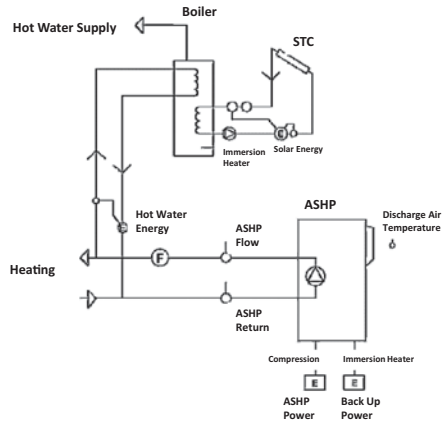 Boiler
Hot Water Supply
STC
Immersion
Heater
Solar Energy
E
Hot Water
Energy
E
ASHP
Flow
ASHP
Discharge Air
Temperature
F
Heating
ASHP
Return
Compression
Immersion Heater
E
E
ASHP
Power
Back Up
Power